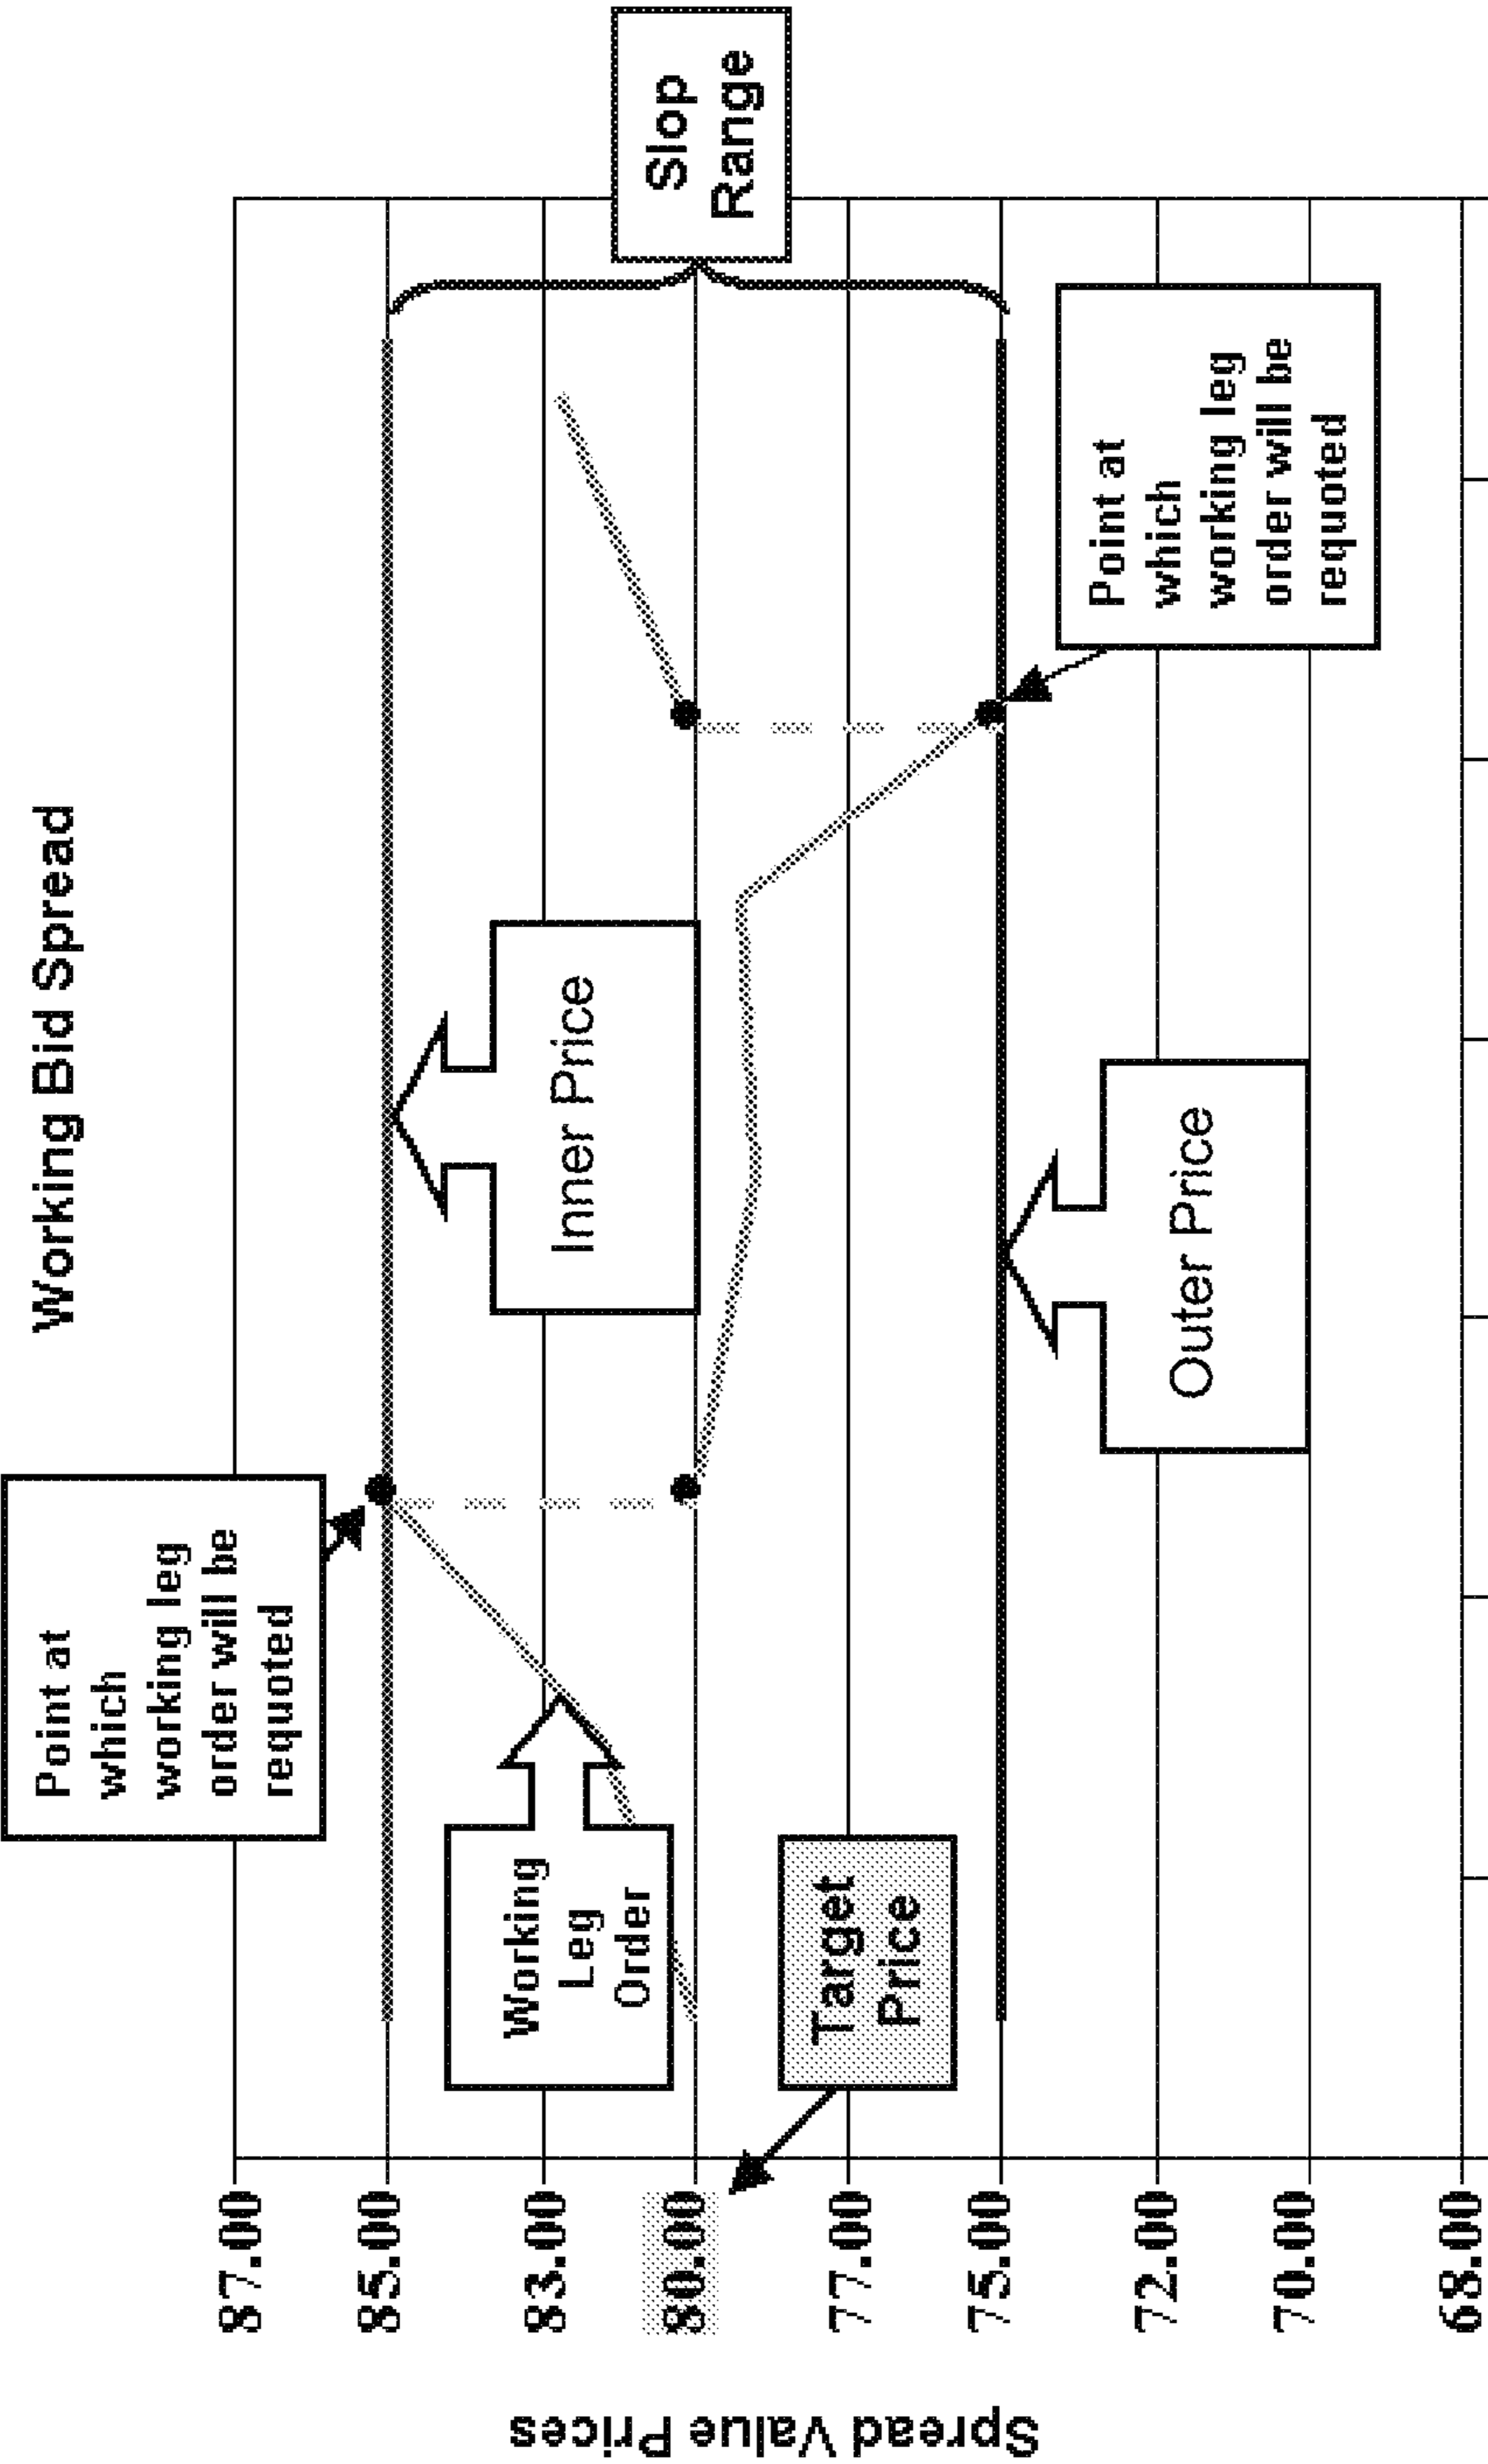 Working Bid Spread
Point at
which
working leg
order will be
requoted
87.00
85.00
83.00
80.00
77.00
75.00
72.00
70.00
68.00
Spread Value Prices
Working
Leg
Order
Target
Price
Inner Price
Outer Price
Slop
Range
Point at
which
working leg
order will be
requoted